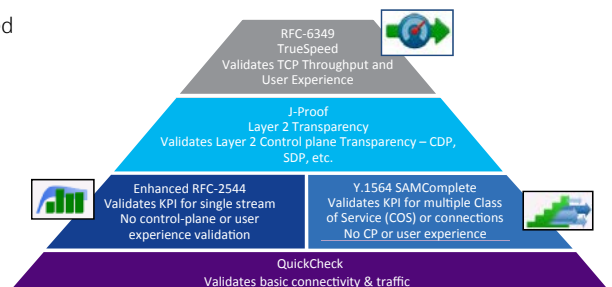 ed
RFC-6349
TrueSpeed
Validates TCP Throughput and
User Experience
J-Proof
Layer 2 Transparency
Validates Layer 2 Control plane Transparency – CDP,
SDP, etc.
Enhanced RFC-2544
Validates KPI for single stream
No control-plane or user
experience validation
Y.1564 SAMComplete
Validates KPI for multiple Class
of Service (COS) or connections
No CP or user experience
QuickCheck
Validates basic connectivity & traffic